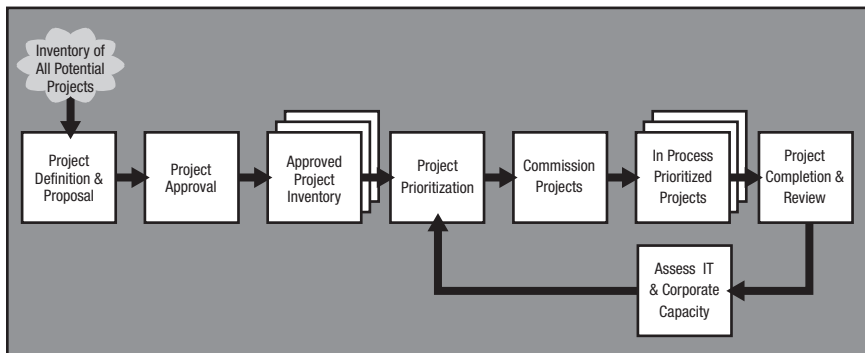 Inventory of
All Potential
Projects
Project
Definition &
Proposal
Project
Approval
Approved
Project
Inventory
Project
Prioritization
Commission
Projects
In Process
Prioritized
Projects
Project
Completion &
Review
Assess IT
& Corporate
Capacity